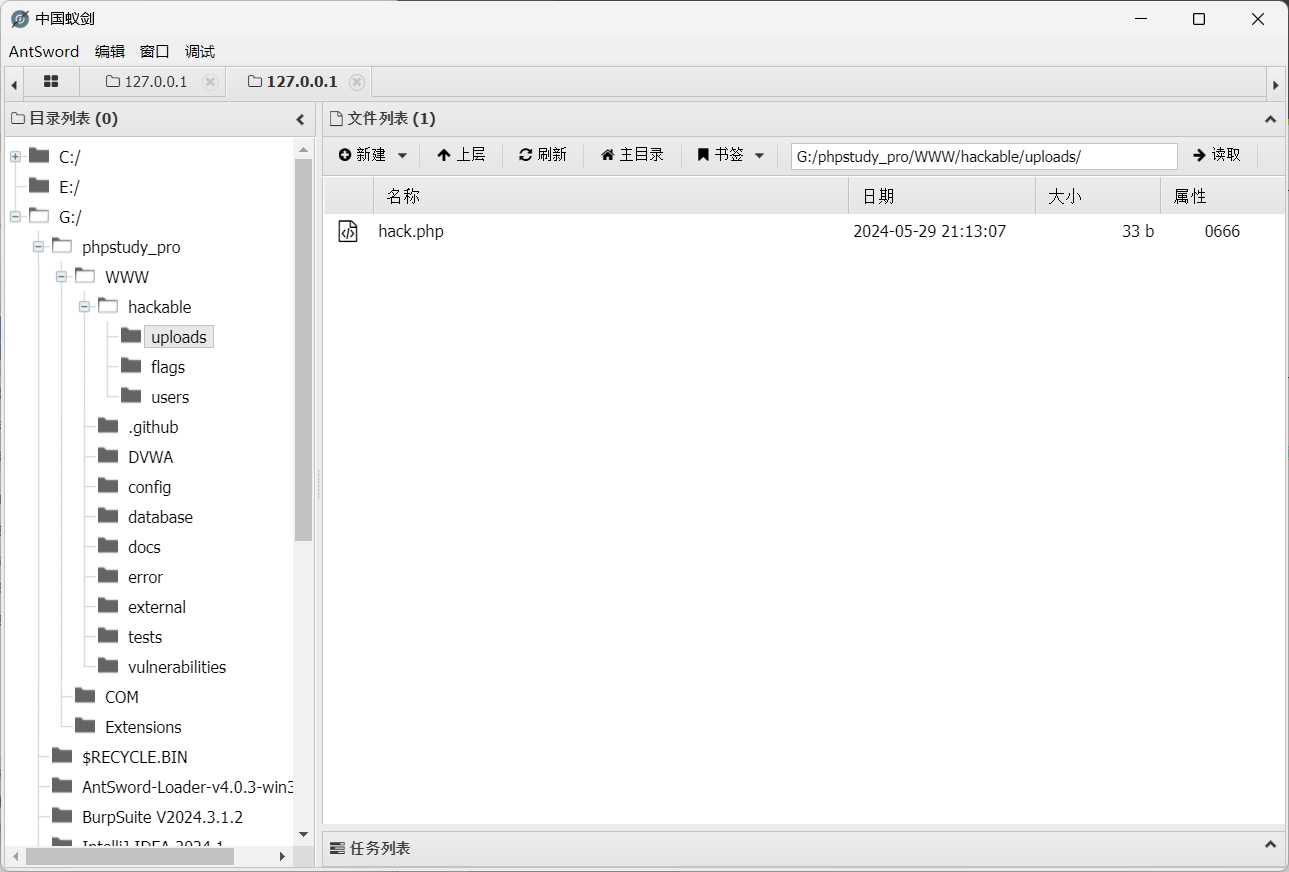 中国蚁剑
AntSword 编辑 窗口 调试
127.0.0.1 127.0.0.1
目录列表 (0)
C:/
E:/
G:/
phpstudy_pro
WWW
hackable
uploads
flags
users
.github
DVWA
config
database
docs
error
external
tests
vulnerabilities
COM
Extensions
$RECYCLE.BIN
AntSword-Loader-v4.0.3-win3
BurpSuite V2024.3.1.2
IntelliJ IDEA 2024.1
文件列表 (1)
新建 上层 刷新 主目录 书签 G:/phpstudy_pro/WWW/hackable/uploads/ 读取
名称 日期 大小 属性
hack.php 2024-05-29 21:13:07 33 b 0666
任务列表